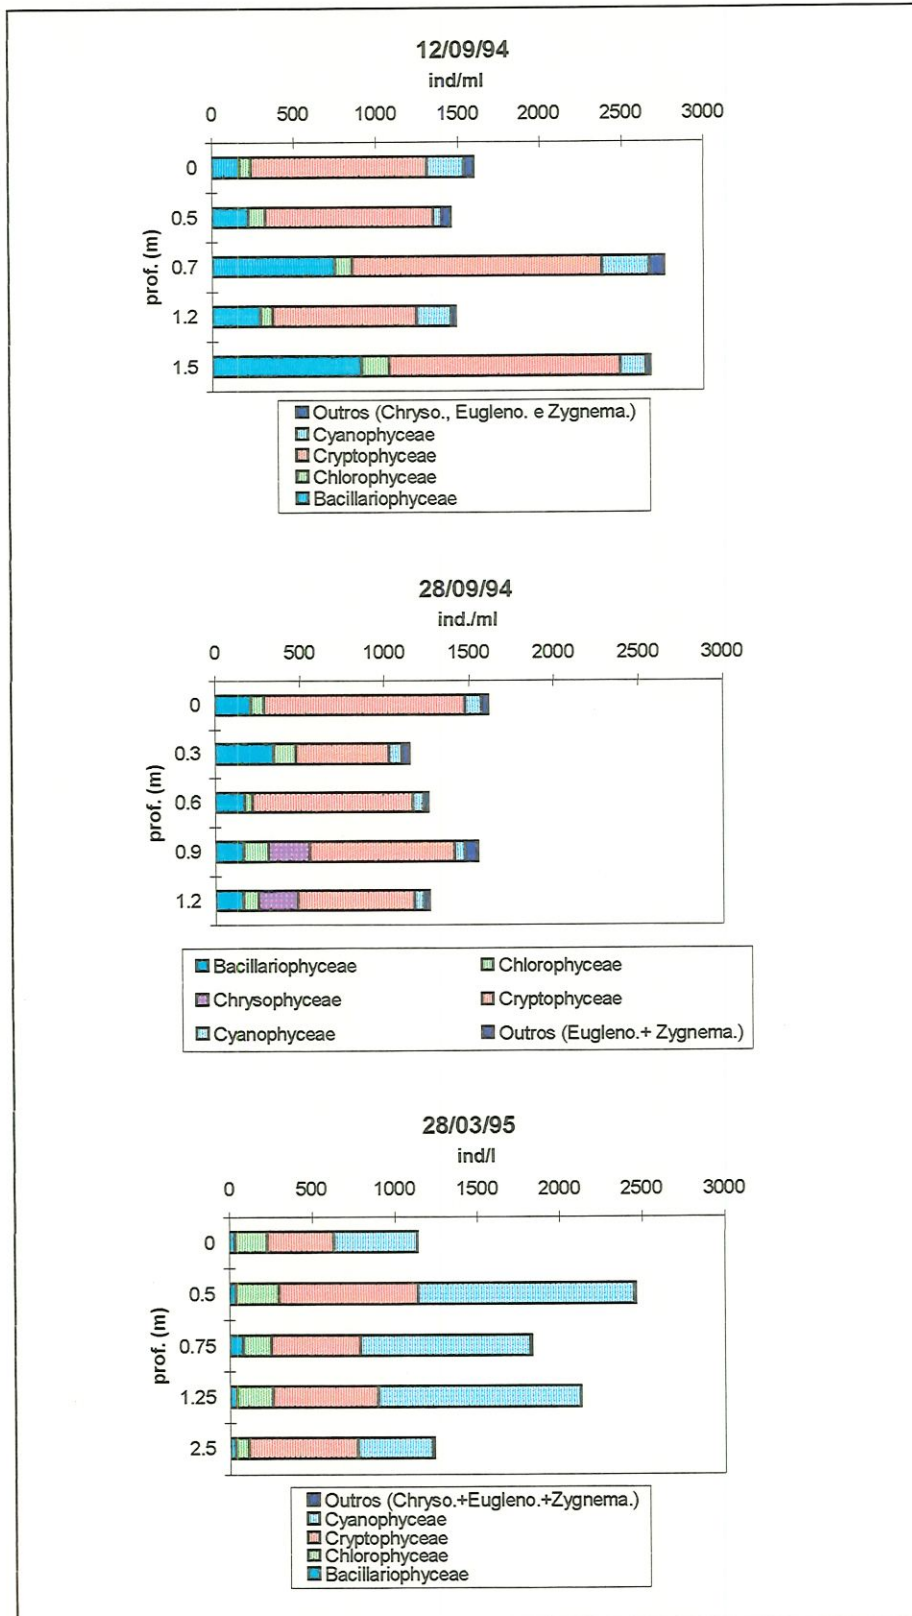 12/09/94
ind/ml
0 500 1000 1500 2000 2500 3000
prof. (m)
0
0.5
0.7
1.2
1.5
Outros (Chryso., Eugleno. e Zygnema.)
Cyanophyceae
Cryptophyceae
Chlorophyceae
Bacillariophyceae
28/09/94
ind./ml
0 500 1000 1500 2000 2500 3000
prof. (m)
0
0.3
0.6
0.9
1.2
Bacillariophyceae Chlorophyceae
Chrysophyceae Cryptophyceae
Cyanophyceae Outros (Eugleno.+ Zygnema.)
28/03/95
ind/l
0 500 1000 1500 2000 2500 3000
prof. (m)
0
0.5
0.75
1.25
2.5
Outros (Chryso.+Eugleno.+Zygnema.)
Cyanophyceae
Cryptophyceae
Chlorophyceae
Bacillariophyceae